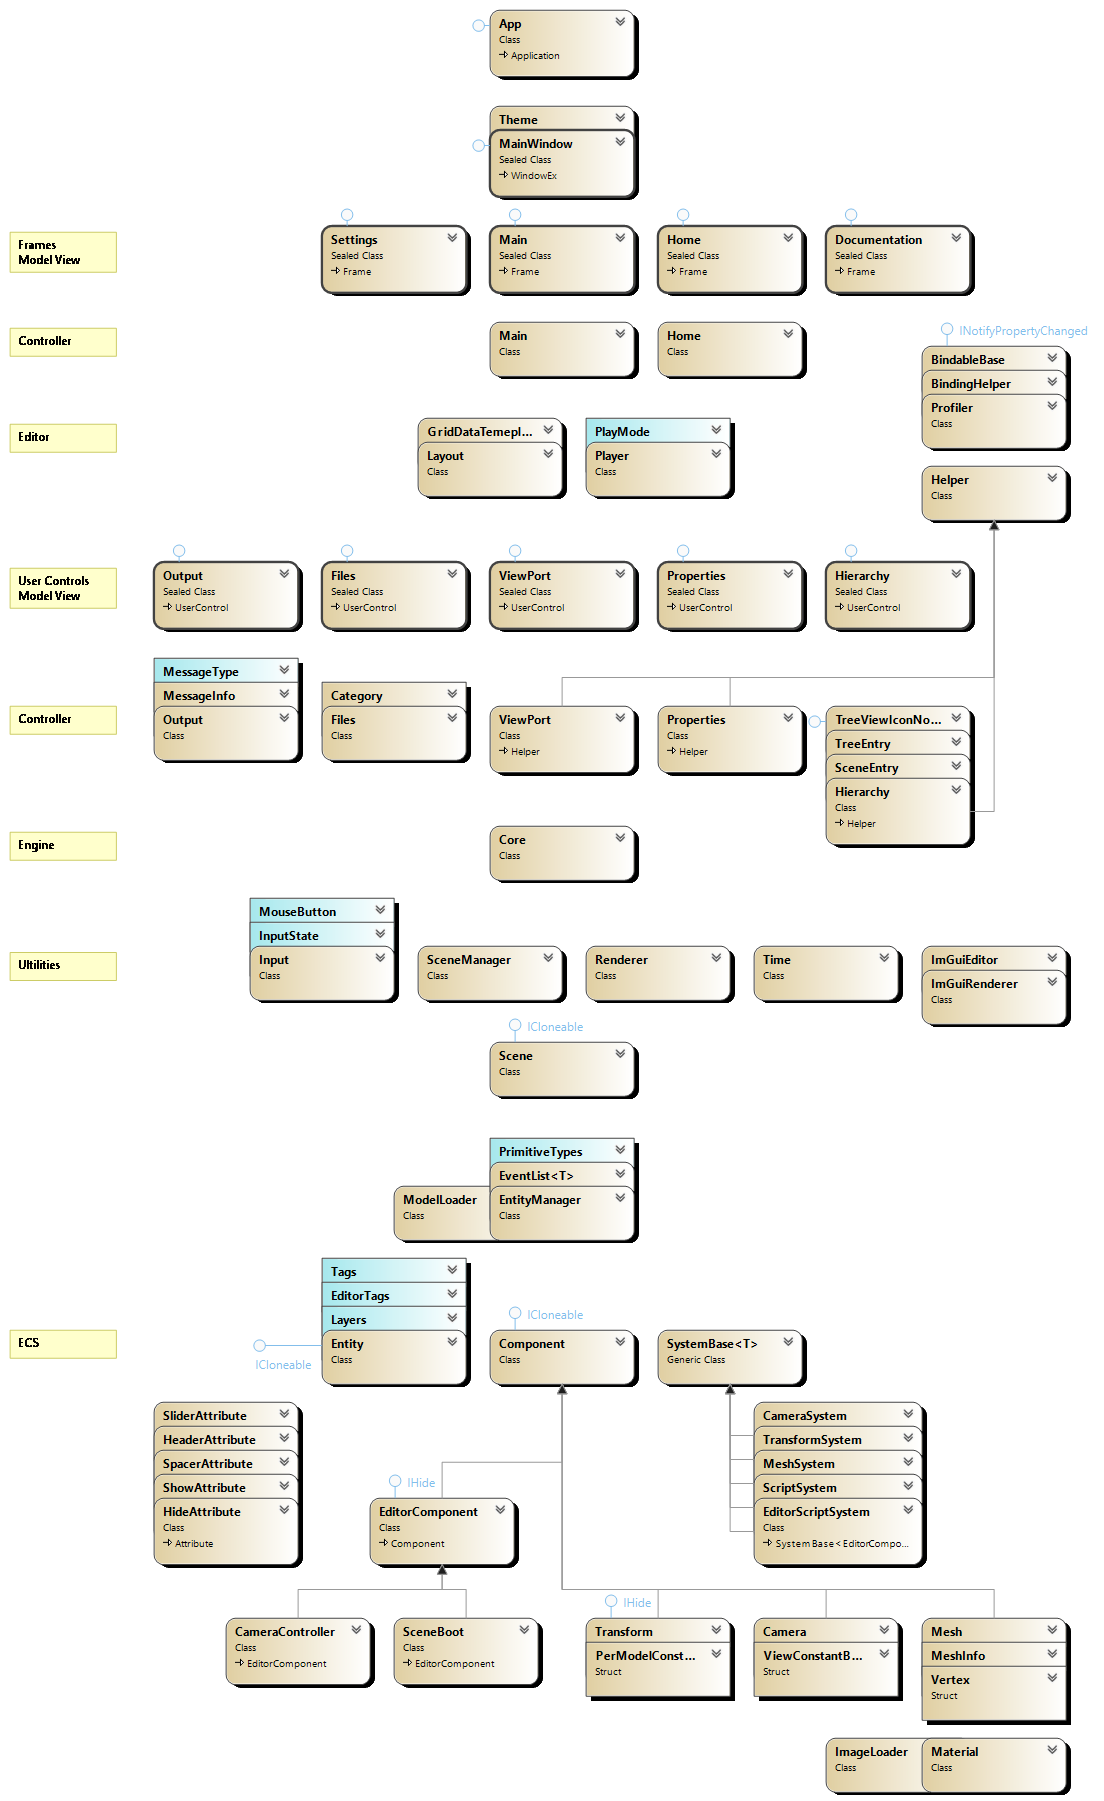 App
Class
Application
Theme
MainWindow
Sealed Class
WindowEx
Frames
Model View
Settings
Sealed Class
Frame
Main
Sealed Class
Frame
Home
Sealed Class
Frame
Documentation
Sealed Class
Frame
Controller
Main
Class
Home
Class
INotifyPropertyChanged
BindableBase
BindingHelper
Profiler
Class
Editor
GridDataTemepl...
Layout
Class
PlayMode
Player
Class
Helper
Class
User Controls
Model View
Output
Sealed Class
UserControl
Files
Sealed Class
UserControl
ViewPort
Sealed Class
UserControl
Properties
Sealed Class
UserControl
Hierarchy
Sealed Class
UserControl
Controller
MessageType
MessageInfo
Output
Class
Category
Files
Class
ViewPort
Class
Helper
Properties
Class
Helper
TreeViewIconNo...
TreeEntry
SceneEntry
Hierarchy
Class
Helper
Engine
Core
Class
Ultilities
MouseButton
InputState
Input
Class
SceneManager
Class
Renderer
Class
Time
Class
ImGuiEditor
ImGuiRenderer
Class
ICloneable
Scene
Class
PrimitiveTypes
EventList<T>
EntityManager
Class
ModelLoader
Class
ECS
Tags
EditorTags
Layers
Entity
Class
ICloneable
ICloneable
Component
Class
SystemBase<T>
Generic Class
SliderAttribute
HeaderAttribute
SpacerAttribute
ShowAttribute
HideAttribute
Class
Attribute
IHide
EditorComponent
Class
Component
CameraSystem
TransformSystem
MeshSystem
ScriptSystem
EditorScriptSystem
Class
SystemBase<EditorCompo...
CameraController
Class
EditorComponent
SceneBoot
Class
EditorComponent
IHide
Transform
PerModelConst...
Struct
Camera
ViewConstantB...
Struct
Mesh
MeshInfo
Vertex
Struct
ImageLoader
Class
Material
Class